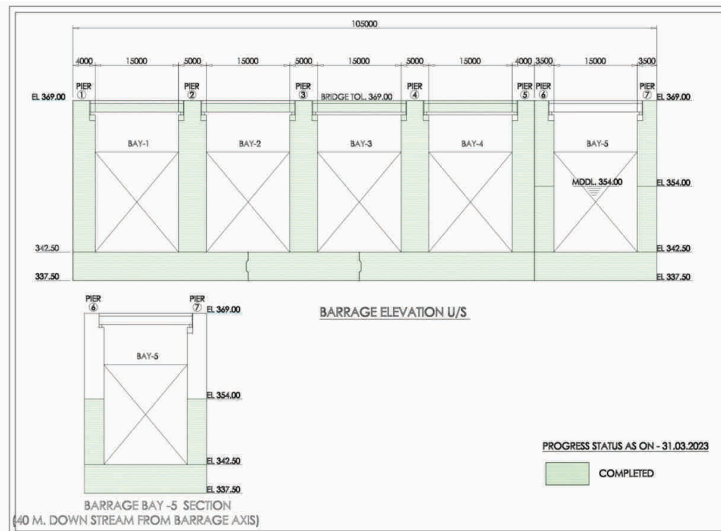 105000
4000 15000 5000 15000 5000 15000 5000 15000 4000 3500 15000 3500
PIER ① PIER ② PIER ③ PIER ④ PIER ⑤ PIER ⑥ PIER ⑦
EL 369.00 BRIDGE TOL. 369.00 EL 369.00
BAY-1 BAY-2 BAY-3 BAY-4 BAY-5
MDDL. 354.00 EL 354.00
342.50 EL 342.50
337.50 EL 337.50
BARRAGE ELEVATION U/S
PIER ⑥ PIER ⑦
EL 369.00
BAY-5
EL 354.00
EL 342.50
EL 337.50
BARRAGE BAY -5 SECTION
(40 M. DOWN STREAM FROM BARRAGE AXIS)
PROGRESS STATUS AS ON - 31.03.2023
COMPLETED